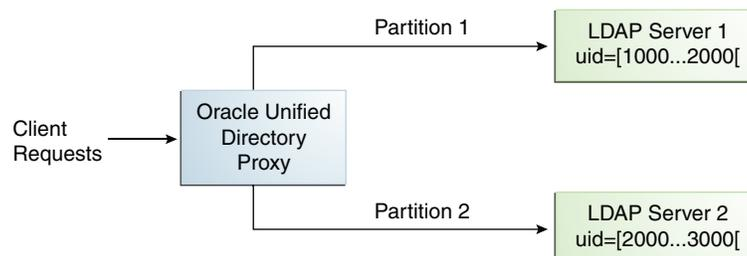 Partition 1
LDAP Server 1
uid=[1000...2000[
Client
Requests
Oracle Unified
Directory
Proxy
Partition 2
LDAP Server 2
uid=[2000...3000[